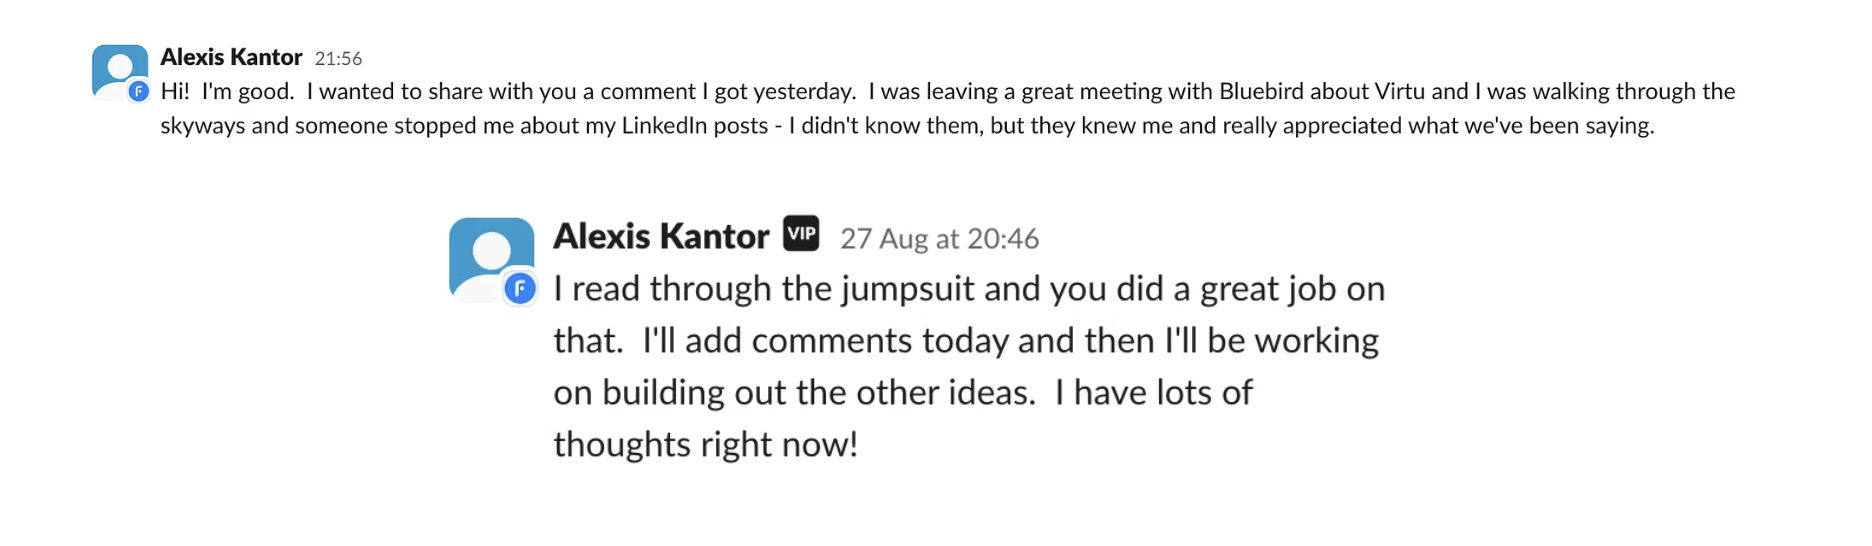 Alexis Kantor 21:56
Hi!  I'm good.  I wanted to share with you a comment I got yesterday.  I was leaving a great meeting with Bluebird about Virtu and I was walking through the
skyways and someone stopped me about my LinkedIn posts - I didn't know them, but they knew me and really appreciated what we've been saying.
Alexis Kantor VIP 27 Aug at 20:46
I read through the jumpsuit and you did a great job on
that.  I'll add comments today and then I'll be working
on building out the other ideas.  I have lots of
thoughts right now!